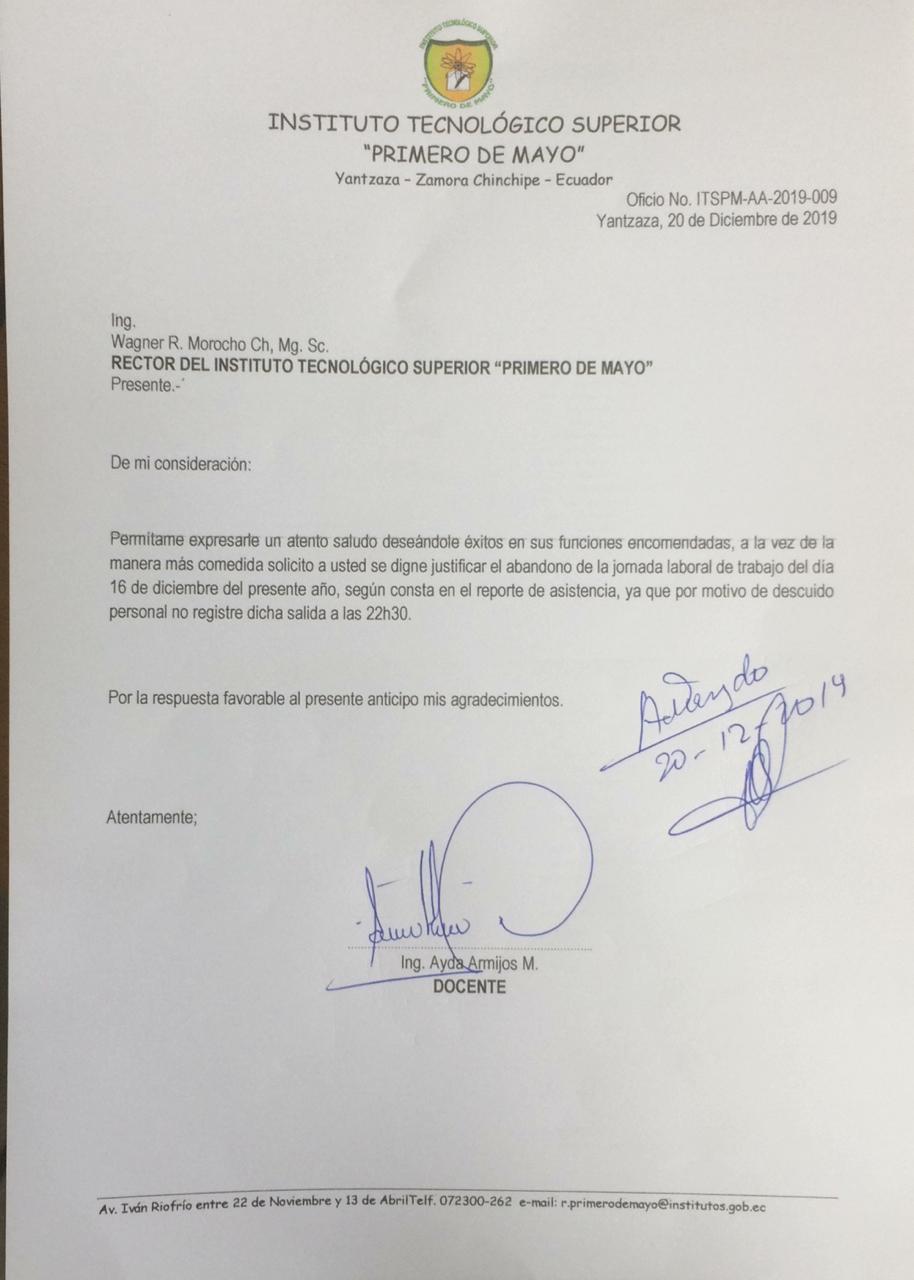 INSTITUTO TECNOLÓGICO SUPERIOR
"PRIMERO DE MAYO"
INSTITUTO TECNOLÓGICO SUPERIOR
"PRIMERO DE MAYO"
Yantzaza - Zamora Chinchipe - Ecuador
Oficio No. ITSPM-AA-2019-009
Yantzaza, 20 de Diciembre de 2019
Ing.
Wagner R. Morocho Ch, Mg. Sc.
RECTOR DEL INSTITUTO TECNOLÓGICO SUPERIOR "PRIMERO DE MAYO"
Presente.-
De mi consideración:
Permítame expresarle un atento saludo deseándole éxitos en sus funciones encomendadas, a la vez de la
manera más comedida solicito a usted se digne justificar el abandono de la jornada laboral de trabajo del día
16 de diciembre del presente año, según consta en el reporte de asistencia, ya que por motivo de descuido
personal no registre dicha salida a las 22h30.
Por la respuesta favorable al presente anticipo mis agradecimientos.
20-12-2019
Atentamente;
Ing. Ayda Armijos M.
DOCENTE
Av. Iván Riofrío entre 22 de Noviembre y 13 de AbrilTelf. 072300-262 e-mail: r.primerodemayo@institutos.gob.ec